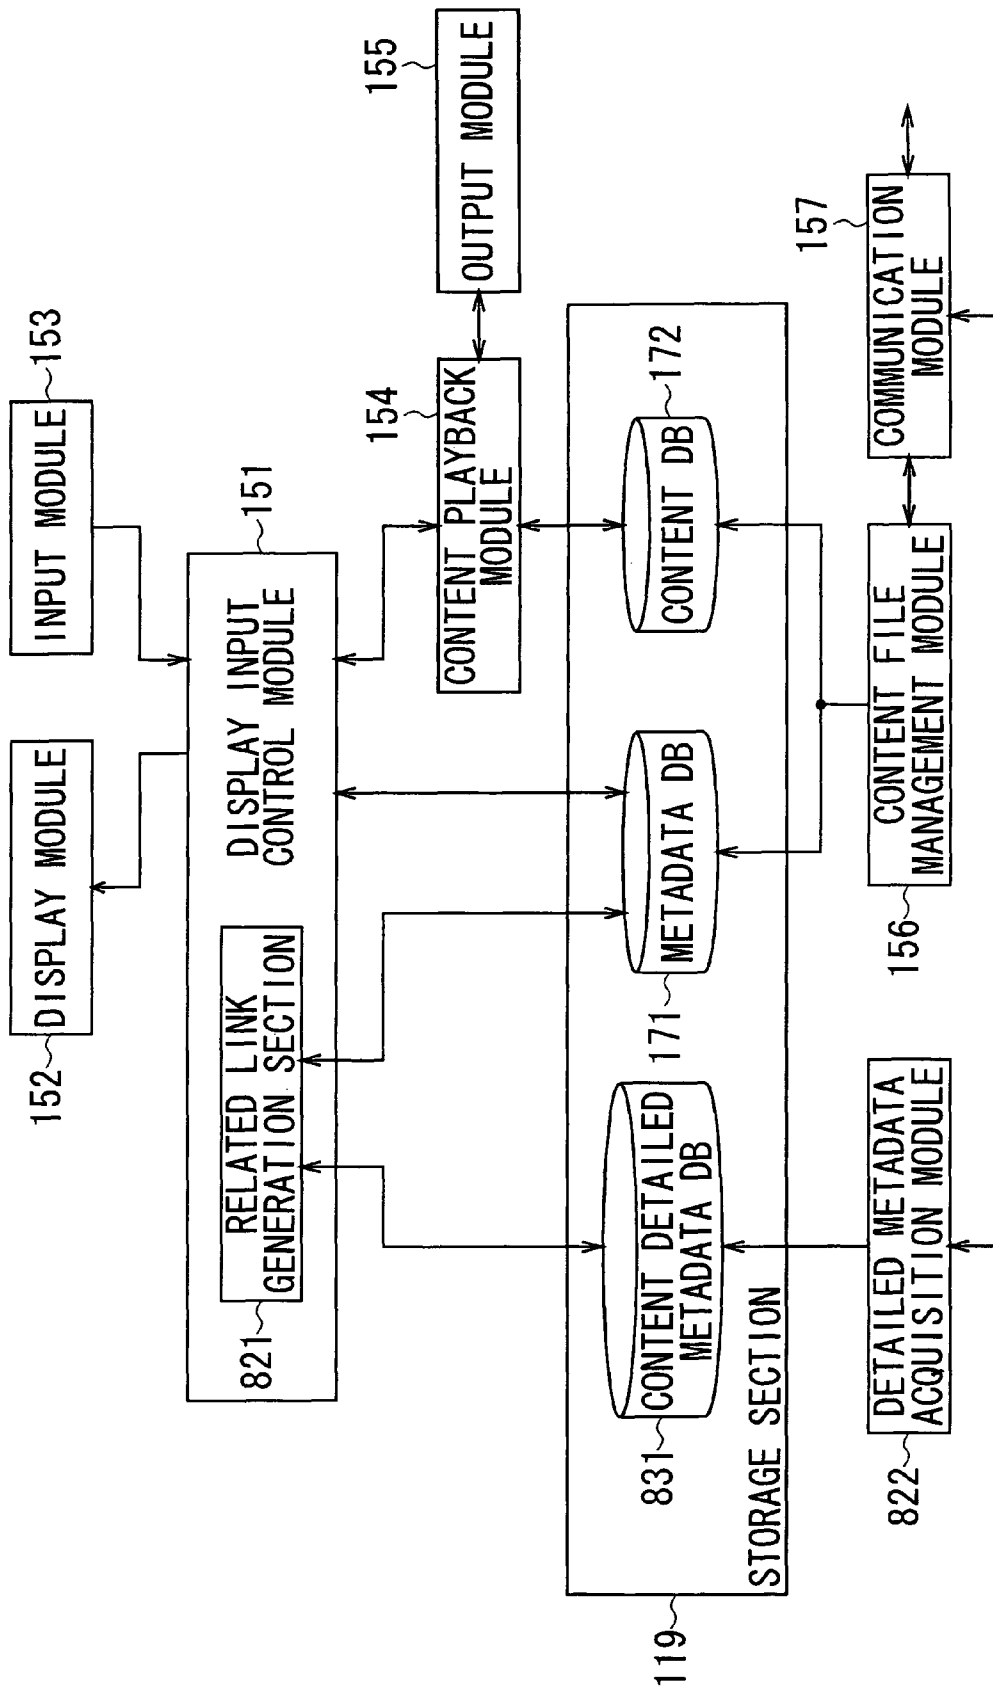 152
DISPLAY MODULE
INPUT MODULE
153
821
RELATED LINK
GENERATION SECTION
DISPLAY INPUT
CONTROL MODULE
151
CONTENT PLAYBACK
MODULE
154
OUTPUT MODULE
155
119
STORAGE SECTION
831
CONTENT DETAILED
METADATA DB
171
METADATA DB
CONTENT DB
172
822
DETAILED METADATA
ACQUISITION MODULE
156
CONTENT FILE
MANAGEMENT MODULE
COMMUNICATION
MODULE
157